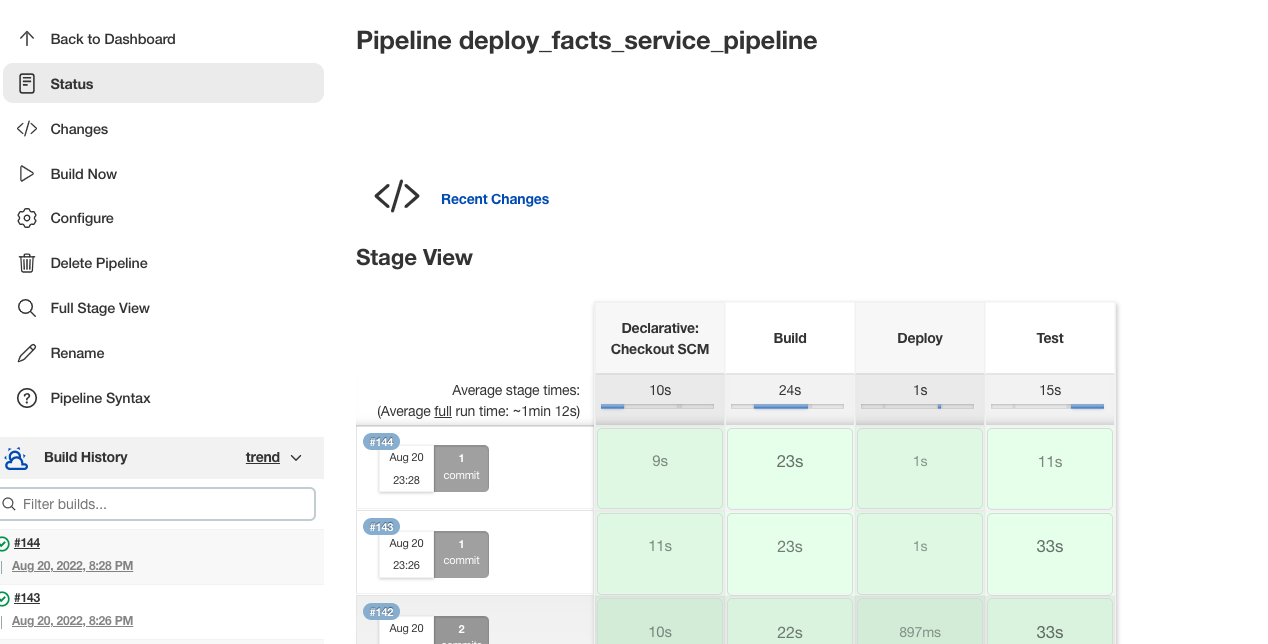 Back to Dashboard
Status
Changes
Build Now
Configure
Delete Pipeline
Full Stage View
Rename
Pipeline Syntax
Build History
trend
Filter builds...
#144
Aug 20, 2022, 8:28 PM
#143
Aug 20, 2022, 8:26 PM
Pipeline deploy_facts_service_pipeline
Recent Changes
Stage View
Declarative:
Checkout SCM
Build
Deploy
Test
Average stage times:
(Average full run time: ~1min 12s)
10s
24s
1s
15s
#144
Aug 20
23:28
1
commit
9s
23s
1s
11s
#143
Aug 20
23:26
1
commit
11s
23s
1s
33s
#142
Aug 20
2
10s
22s
897ms
33s